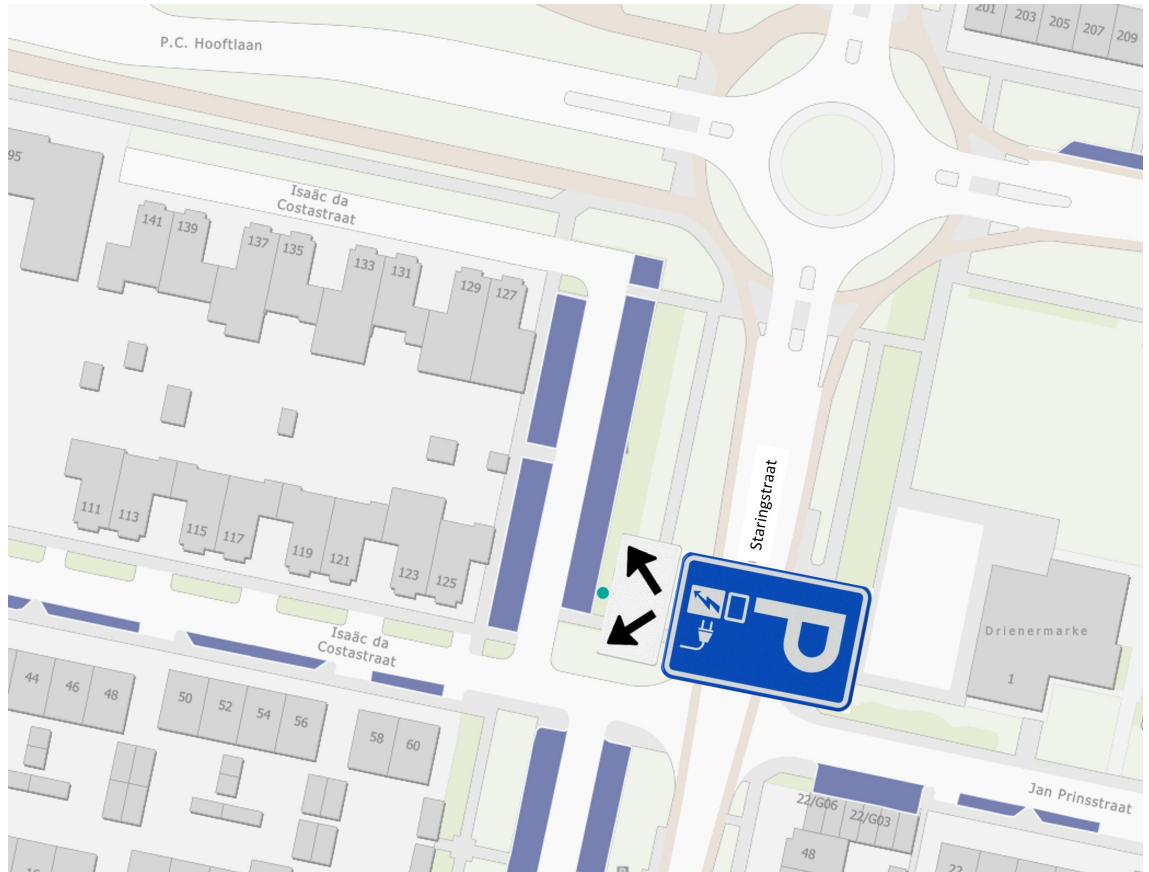 201 203 205 207 209
P.C. Hooftlaan
95
Isaäc da
Costastraat
141 139
137 135
133 131
129 127
Staringstraat
111 113
115 117
119 121
123 125
P
Isaäc da
Costastraat
Drienermarke
1
44 46 48
50 52 54 56
58 60
Jan Prinsstraat
22/G06
22/G03
48
22